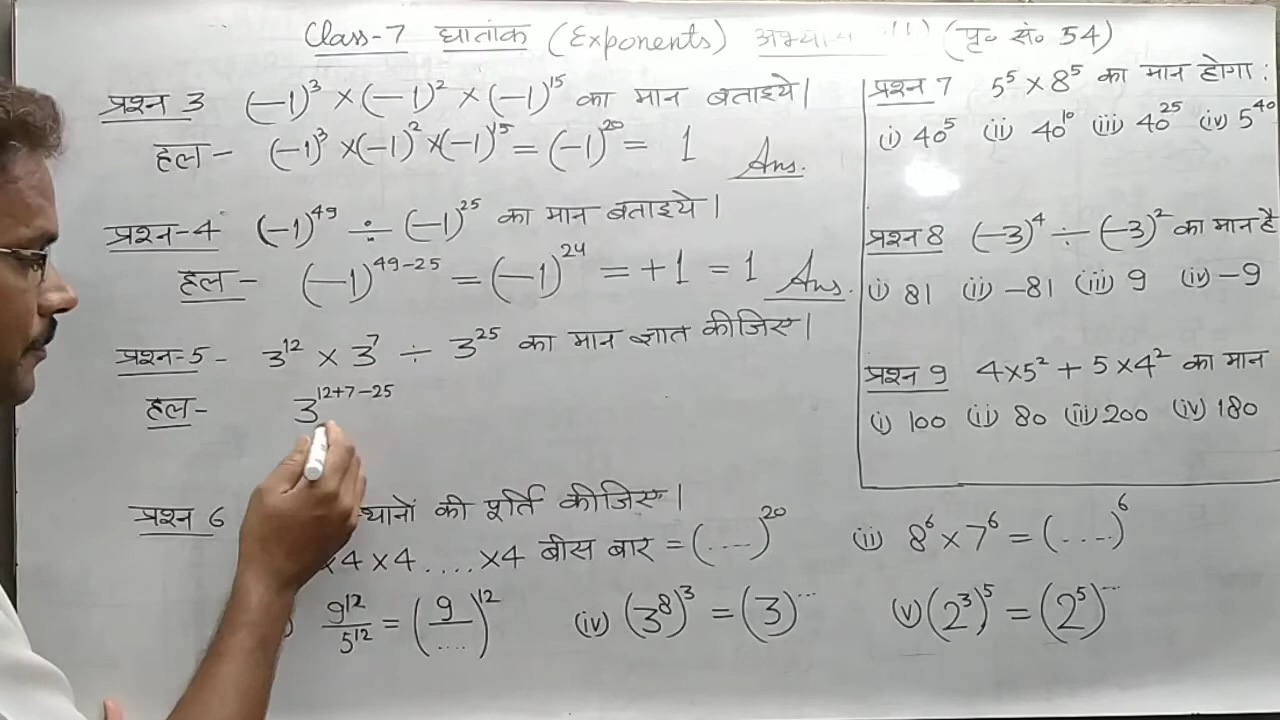 Class-7 घातांक (Exponents) (पृ० सं० 54)
प्रश्न 3 (−1)³ × (−1)² × (−1)¹⁵ का मान बताइये।
हल− (−1)³ ×(−1)² ×(−1)¹⁵ = (−1)²⁰ = 1 Ans.
प्रश्न-4 (−1)⁴⁹ ÷ (−1)²⁵ का मान बताइये।
हल− (−1)⁴⁹⁻²⁵ = (−1)²⁴ = +1 = 1 Ans.
प्रश्न-5− 3¹² × 3⁷ ÷ 3²⁵ का मान ज्ञात कीजिए।
हल− 3¹²⁺⁷⁻²⁵
प्रश्न 6 की पूर्ति कीजिए।
×4×4....×4 बीस बार = (....)²⁰ (ii) 8⁶×7⁶ = (....)⁶
9¹²/5¹² = (9/....)¹² (iv) (3⁸)³ = (3)^... (v) (2³)⁵ = (2⁵)^...
प्रश्न 7 5⁵ × 8⁵ का मान होगा :
(i) 40⁵ (ii) 40¹⁰ (iii) 40²⁵ (iv) 5⁴⁰
प्रश्न 8 (−3)⁴ ÷ (−3)² का मान है
(i) 81 (ii) −81 (iii) 9 (iv) −9
प्रश्न 9 4×5² + 5×4² का मान
(i) 100 (ii) 80 (iii) 200 (iv) 180